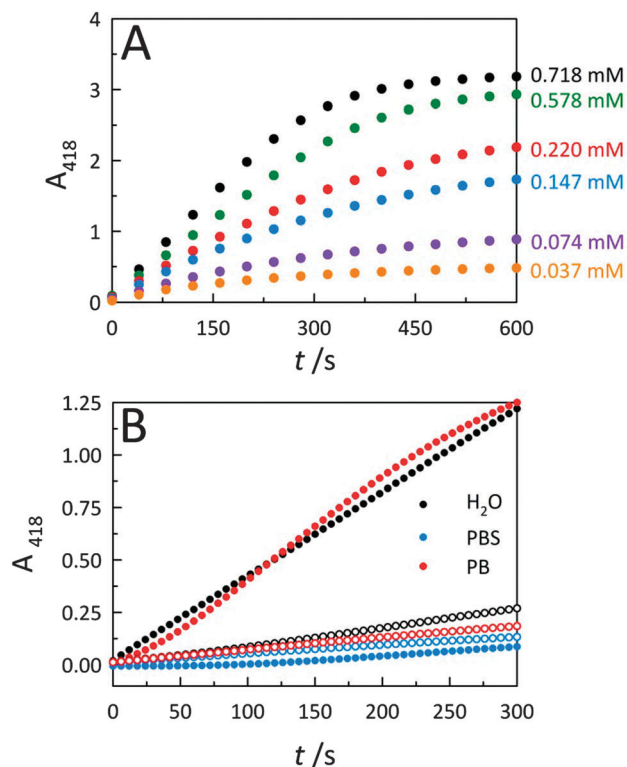 A
4
3
2
1
0
A418
0 150 300 450 600
t /s
0.718 mM
0.578 mM
0.220 mM
0.147 mM
0.074 mM
0.037 mM
B
1.25
1.00
0.75
0.50
0.25
0.00
A 418
H₂O
PBS
PB
0 50 100 150 200 250 300
t /s